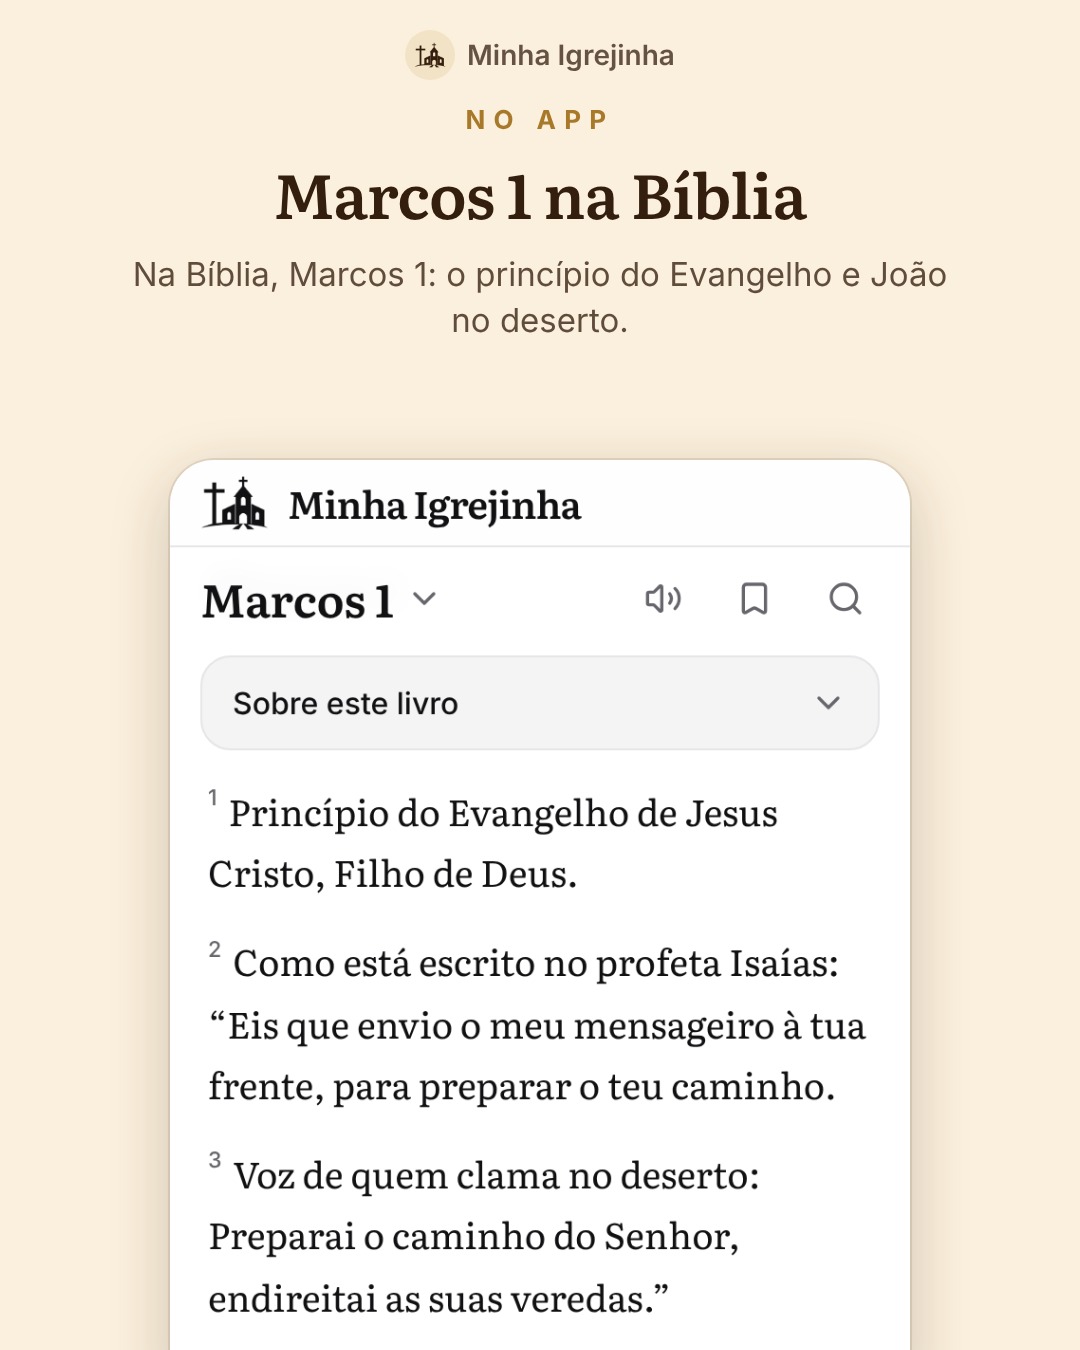 Minha Igrejinha
NO APP
Marcos 1 na Bíblia
Na Bíblia, Marcos 1: o princípio do Evangelho e João
no deserto.
Minha Igrejinha
Marcos 1
Sobre este livro
1 Princípio do Evangelho de Jesus
Cristo, Filho de Deus.
2 Como está escrito no profeta Isaías:
“Eis que envio o meu mensageiro à tua
frente, para preparar o teu caminho.
3 Voz de quem clama no deserto:
Preparai o caminho do Senhor,
endireitai as suas veredas.”